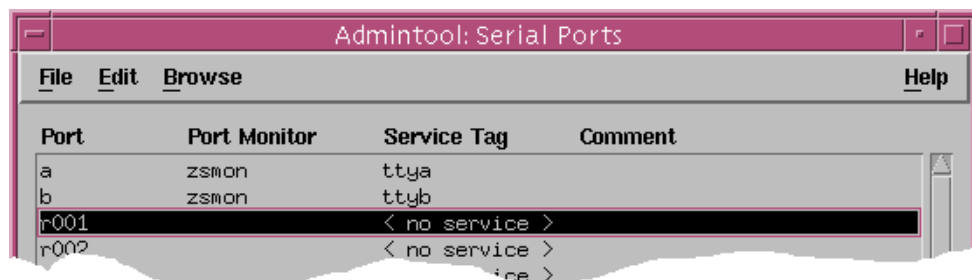 Admintool: Serial Ports
File Edit Browse Help
Port Port Monitor Service Tag Comment
a zsmon ttya
b zsmon ttyb
r001 < no service >
r002 < no service >